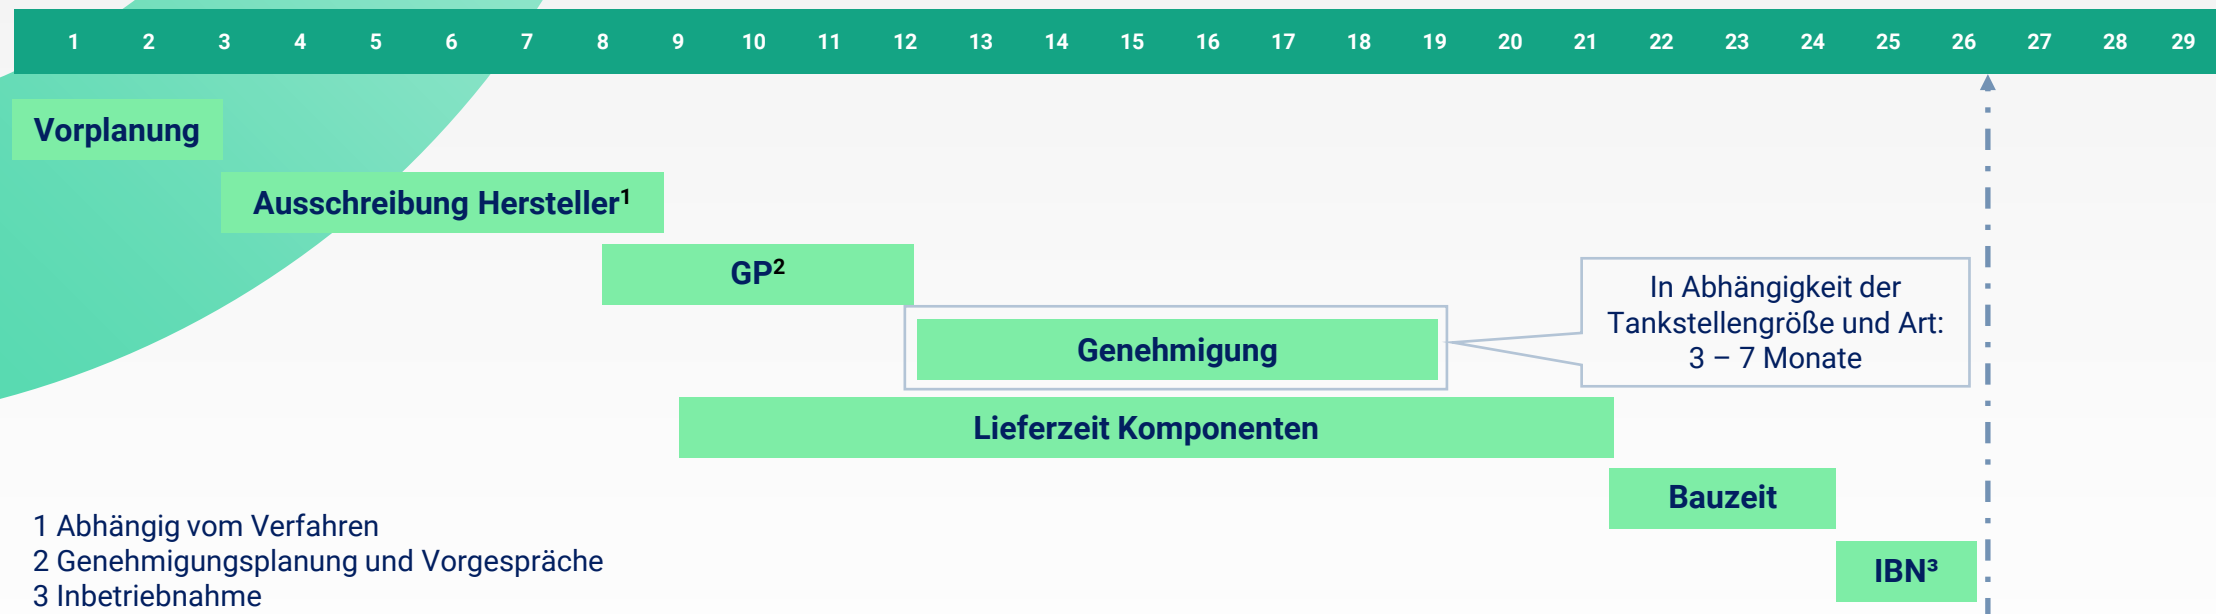 1 2 3 4 5 6 7 8 9 10 11 12 13 14 15 16 17 18 19 20 21 22 23 24 25 26 27 28 29
Vorplanung
Ausschreibung Hersteller¹
GP²
In Abhängigkeit der
Tankstellengröße und Art:
3 – 7 Monate
Genehmigung
Lieferzeit Komponenten
Bauzeit
IBN³
1 Abhängig vom Verfahren
2 Genehmigungsplanung und Vorgespräche
3 Inbetriebnahme